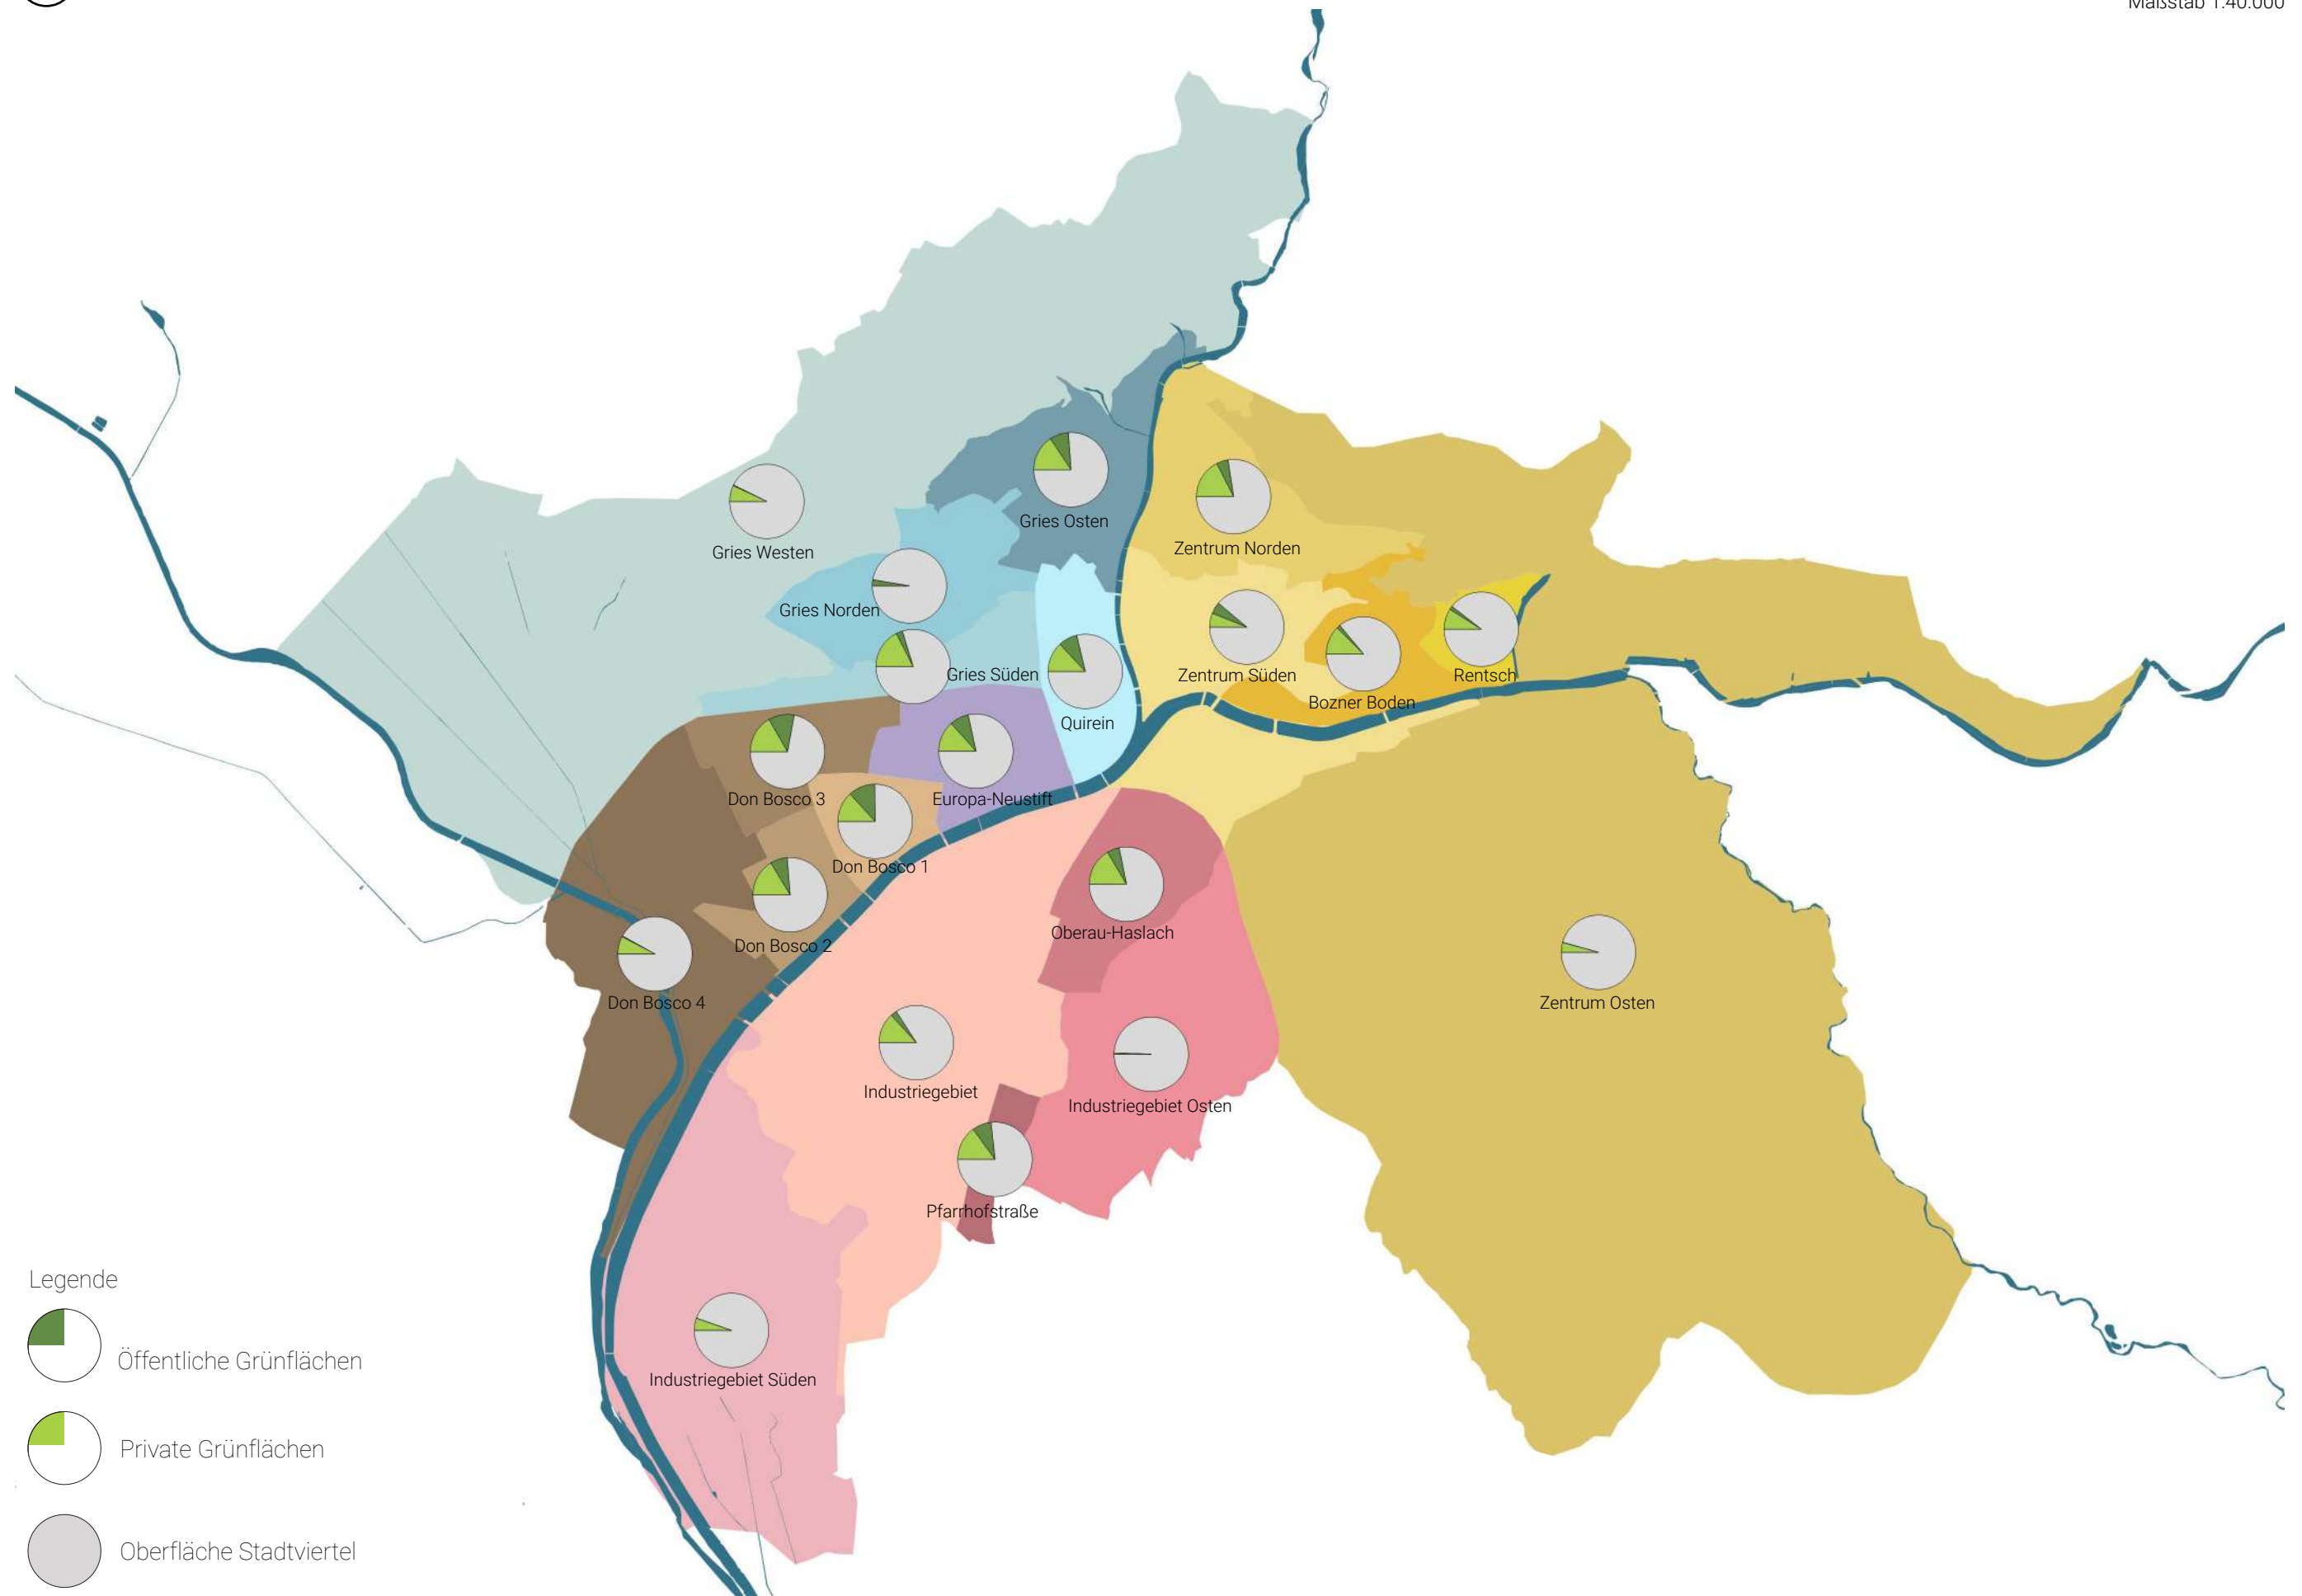 Maßstab 1:40.000
Gries Osten
Gries Westen
Zentrum Norden
Gries Norden
Gries Süden
Zentrum Süden
Rentsch
Bozner Boden
Quirein
Don Bosco 3
Europa-Neustift
Don Bosco 1
Oberau-Haslach
Don Bosco 2
Don Bosco 4
Zentrum Osten
Industriegebiet
Industriegebiet Osten
Pfarrhofstraße
Legende
Öffentliche Grünflächen
Industriegebiet Süden
Private Grünflächen
Oberfläche Stadtviertel